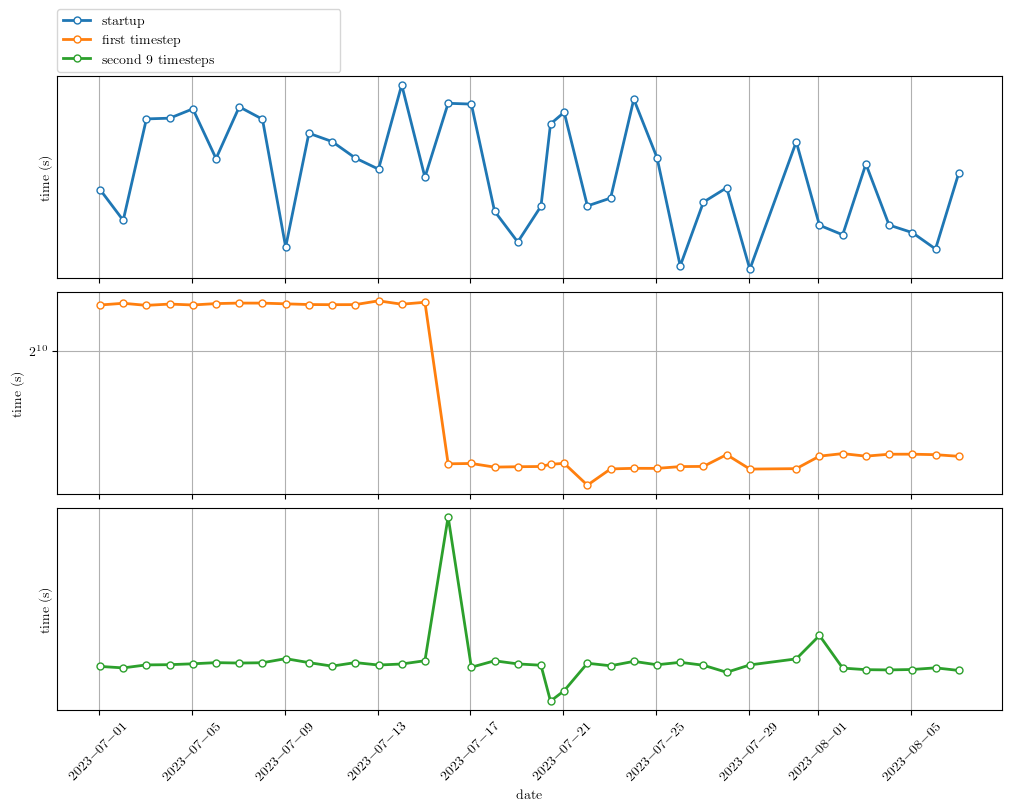 startup
first timestep
second 9 timesteps
time (s)
2^10
time (s)
time (s)
2023−07−01
2023−07−05
2023−07−09
2023−07−13
2023−07−17
2023−07−21
2023−07−25
2023−07−29
2023−08−01
2023−08−05
date